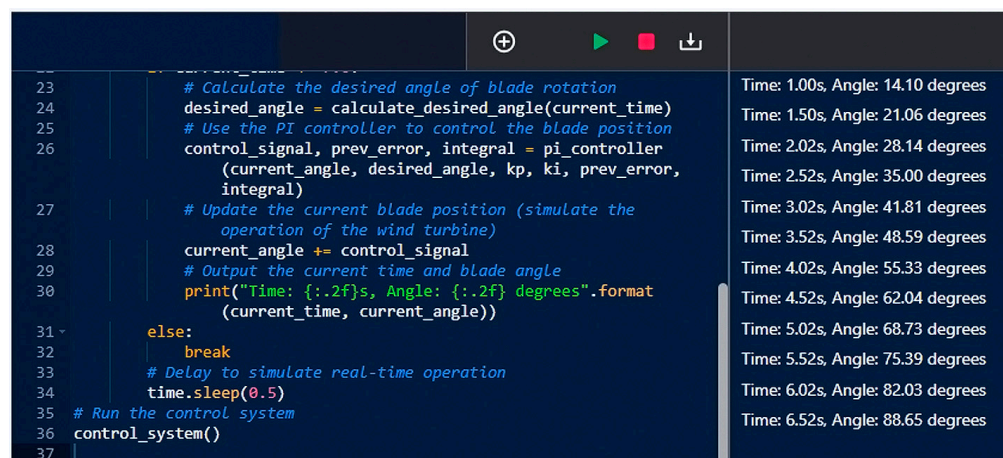 23 # Calculate the desired angle of blade rotation
24 desired_angle = calculate_desired_angle(current_time)
25 # Use the PI controller to control the blade position
26 control_signal, prev_error, integral = pi_controller
(current_angle, desired_angle, kp, ki, prev_error,
integral)
27 # Update the current blade position (simulate the
operation of the wind turbine)
28 current_angle += control_signal
29 # Output the current time and blade angle
30 print("Time: {:.2f}s, Angle: {:.2f} degrees".format
(current_time, current_angle))
31 else:
32 break
33 # Delay to simulate real-time operation
34 time.sleep(0.5)
35 # Run the control system
36 control_system()
37
Time: 1.00s, Angle: 14.10 degrees
Time: 1.50s, Angle: 21.06 degrees
Time: 2.02s, Angle: 28.14 degrees
Time: 2.52s, Angle: 35.00 degrees
Time: 3.02s, Angle: 41.81 degrees
Time: 3.52s, Angle: 48.59 degrees
Time: 4.02s, Angle: 55.33 degrees
Time: 4.52s, Angle: 62.04 degrees
Time: 5.02s, Angle: 68.73 degrees
Time: 5.52s, Angle: 75.39 degrees
Time: 6.02s, Angle: 82.03 degrees
Time: 6.52s, Angle: 88.65 degrees